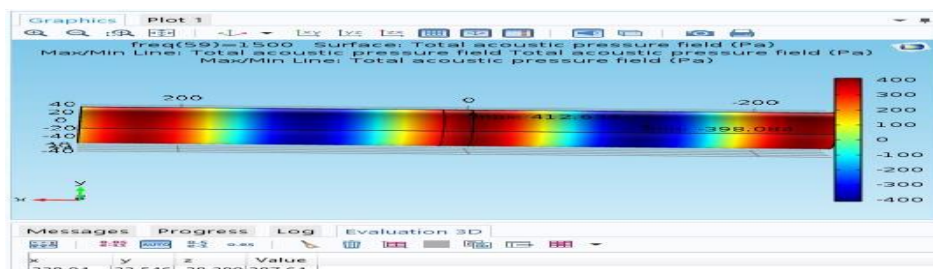 Graphics Plot 1
freq(59)=1500 Surface: Total acoustic pressure field (Pa)
Max/Min Line: Total acoustic pressure field Total acoustic pressure field (Pa)
Max/Min Line: Total acoustic pressure field (Pa)
400
300
200
100
0
-100
-200
-300
-400
200 0 -200
40
20
0
-20
-40
y
x
Messages Progress Log Evaluation 3D
x y z Value